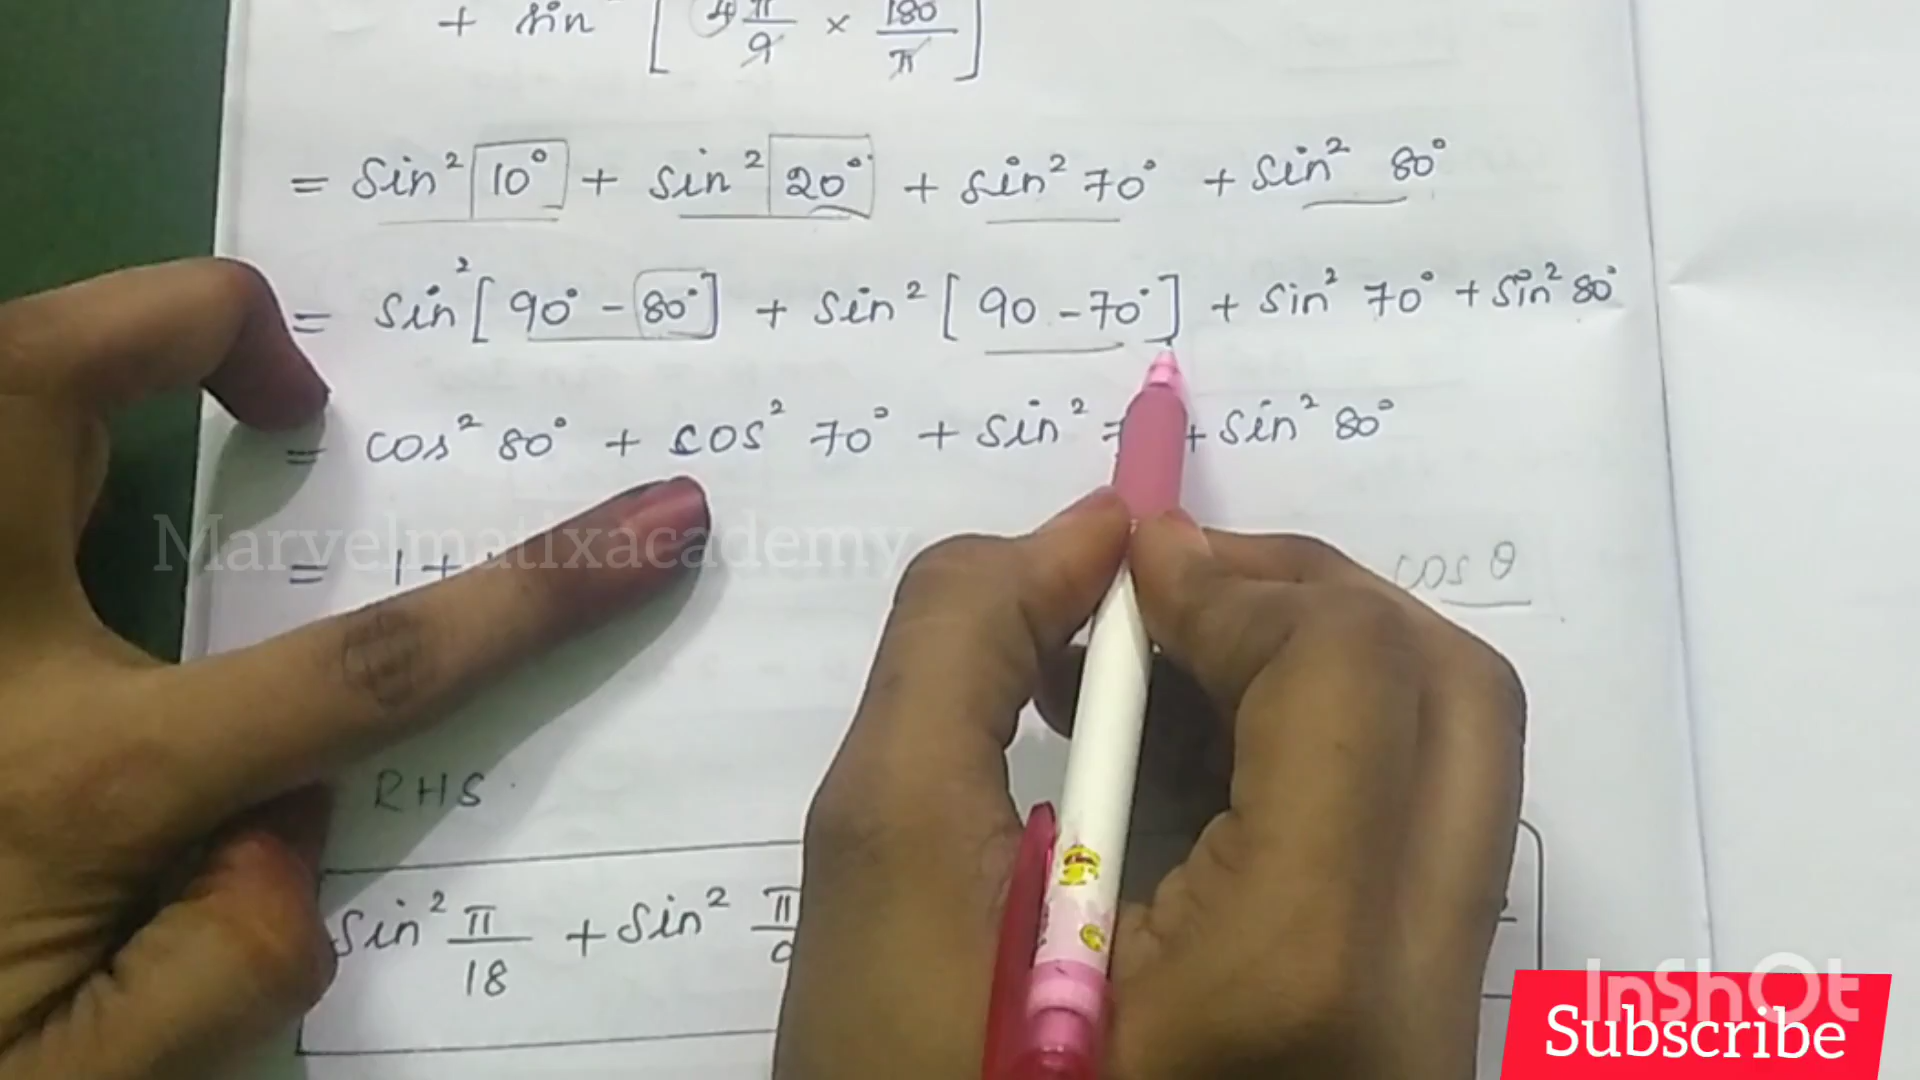 + sin [ 4π/9 × 180/π ]
= Sin² 10° + sin² 20° + sin² 70° + sin² 80°
= sin² [ 90° - 80° ] + sin² [ 90 - 70° ] + sin² 70° + sin² 80°
= cos² 80° + cos² 70° + sin² + sin² 80°
Marvelmatixacademy
= 1 +
cos θ
RHS
Sin² π/18 + Sin² π
InShOt
Subscribe